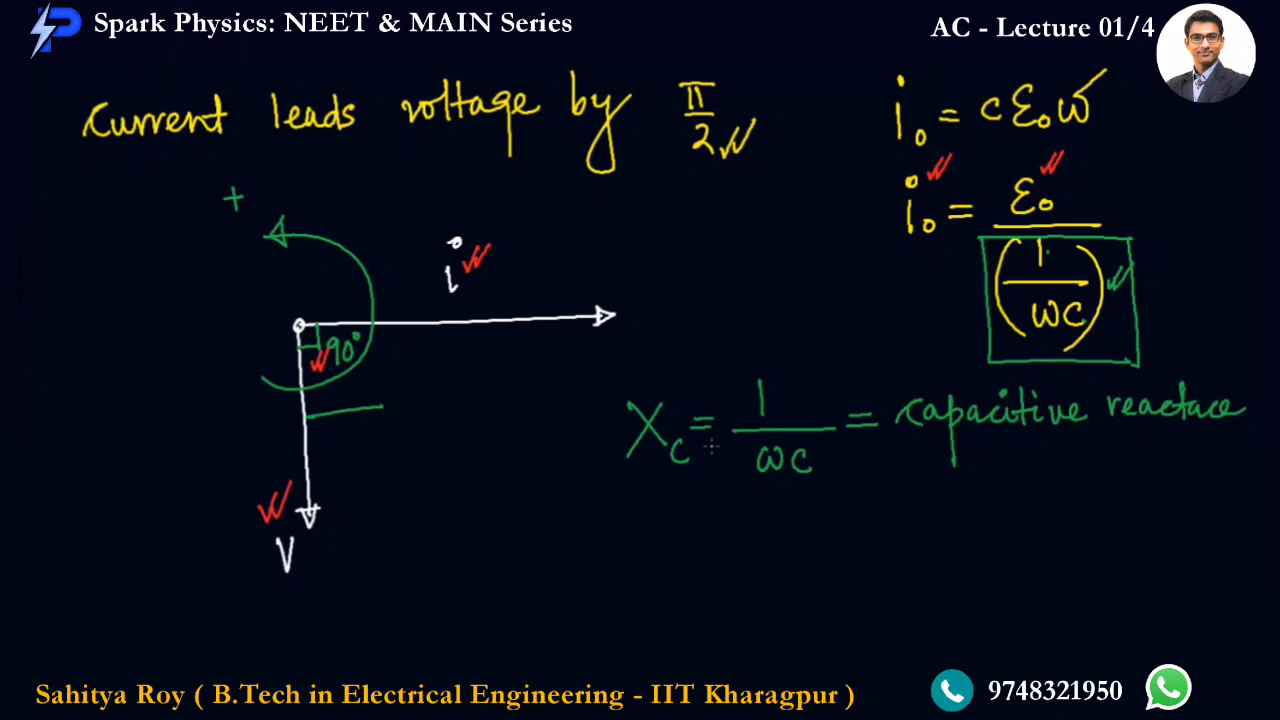 Spark Physics: NEET & MAIN Series
AC - Lecture 01/4
current leads voltage by π/2
i₀ = cε₀ω
i₀ = ε₀/(1/ωc)
+
i
90°
X_c = 1/ωc = capacitive reactace
V
Sahitya Roy ( B.Tech in Electrical Engineering - IIT Kharagpur )
9748321950